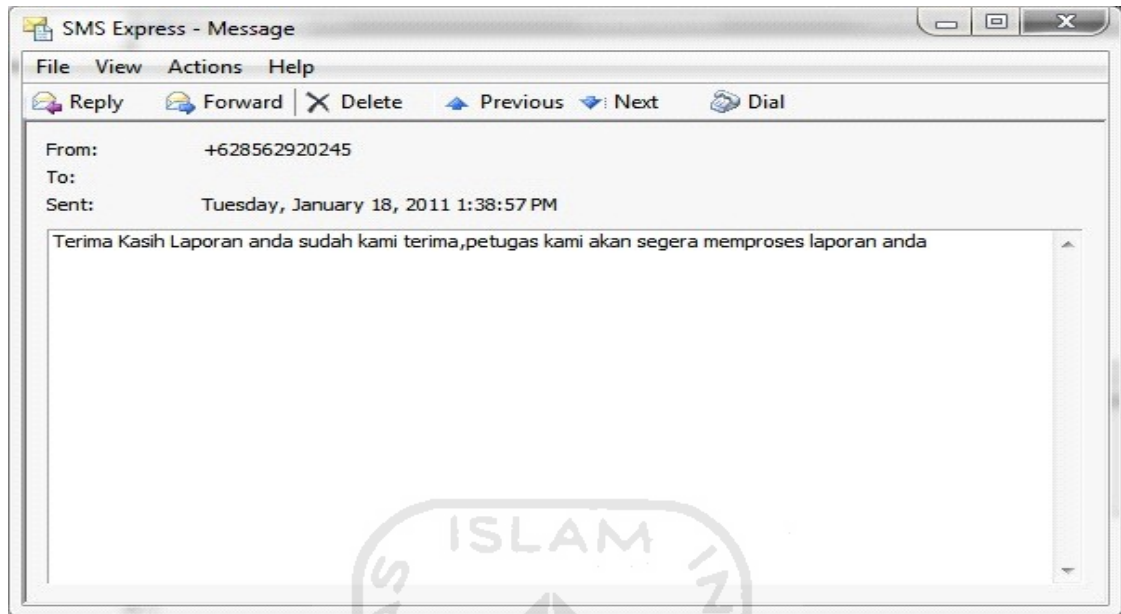 SMS Express - Message
File View Actions Help
Reply Forward Delete Previous Next Dial
From: +628562920245
To:
Sent: Tuesday, January 18, 2011 1:38:57 PM
Terima Kasih Laporan anda sudah kami terima,petugas kami akan segera memproses laporan anda
ISLAM